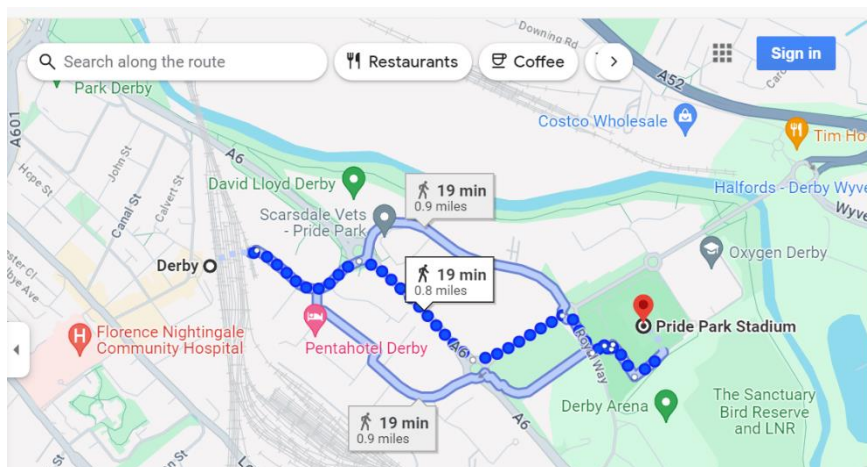 Downing Rd
Search along the route
Restaurants
Coffee
Sign in
A52
Park Derby
A601
A6
Costco Wholesale
Tim Ho
John St
Hope St
Canal St
Calvert St
David Lloyd Derby
19 min
0.9 miles
Halfords - Derby Wyve
Wyve
Scarsdale Vets
- Pride Park
Oxygen Derby
Derby
19 min
0.8 miles
Pride Park Stadium
Florence Nightingale
Community Hospital
Pentahotel Derby
A6
Royal Way
The Sanctuary
Bird Reserve
and LNR
Derby Arena
19 min
0.9 miles
A6